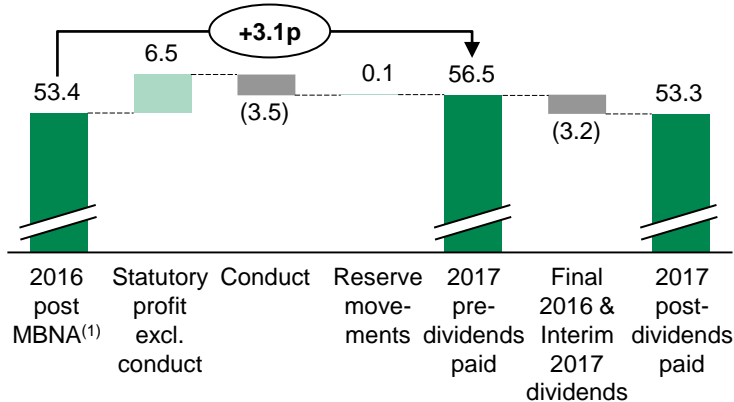 +3.1p
53.4
6.5
(3.5)
0.1
56.5
(3.2)
53.3
2016
post
MBNA(1)
Statutory
profit
excl.
conduct
Conduct
Reserve
move-
ments
2017
pre-
dividends
paid
Final
2016 &
Interim
2017
dividends
2017
post-
dividends
paid